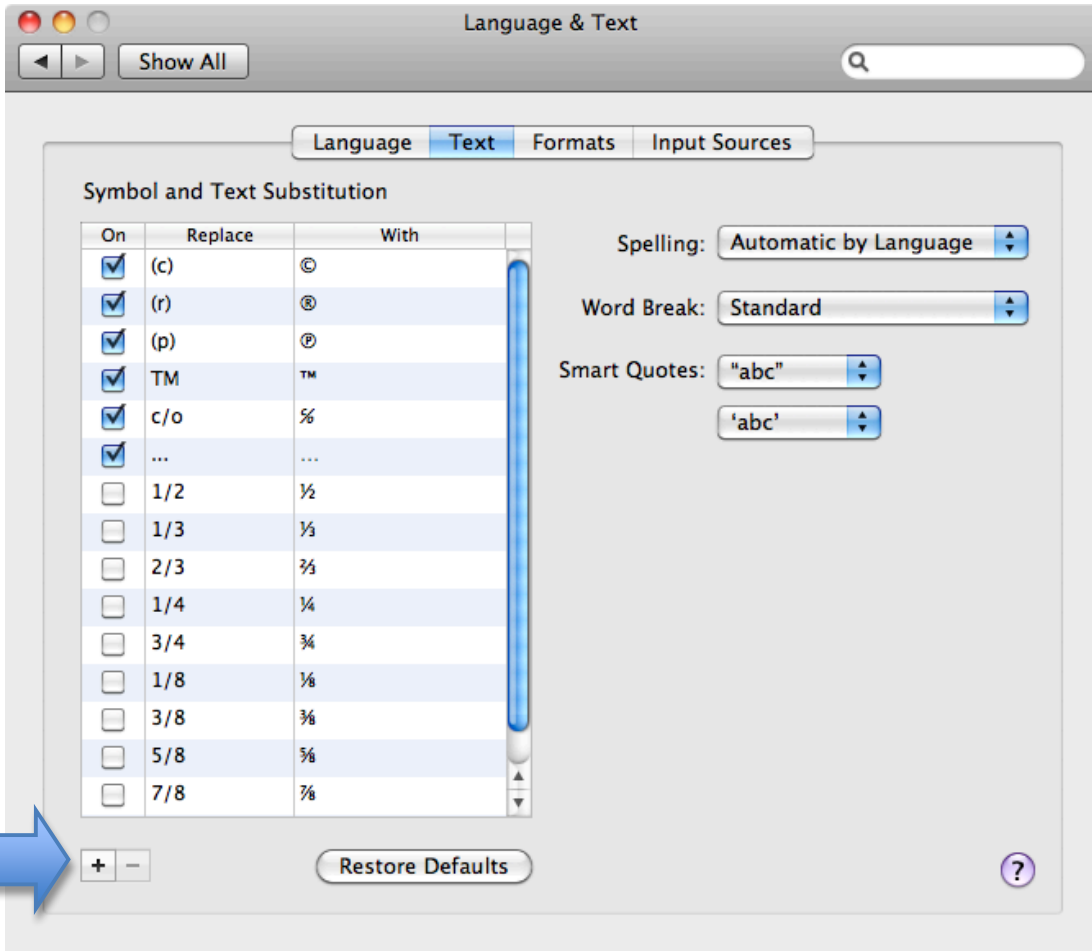 Language & Text
Show All
Language Text Formats Input Sources
Symbol and Text Substitution
On Replace With
(c) ©
(r) ®
(p) ℗
TM ™
c/o ℅
... …
1/2 ½
1/3 ⅓
2/3 ⅔
1/4 ¼
3/4 ¾
1/8 ⅛
3/8 ⅜
5/8 ⅝
7/8 ⅞
Spelling: Automatic by Language
Word Break: Standard
Smart Quotes: “abc”
‘abc’
+ −
Restore Defaults
?